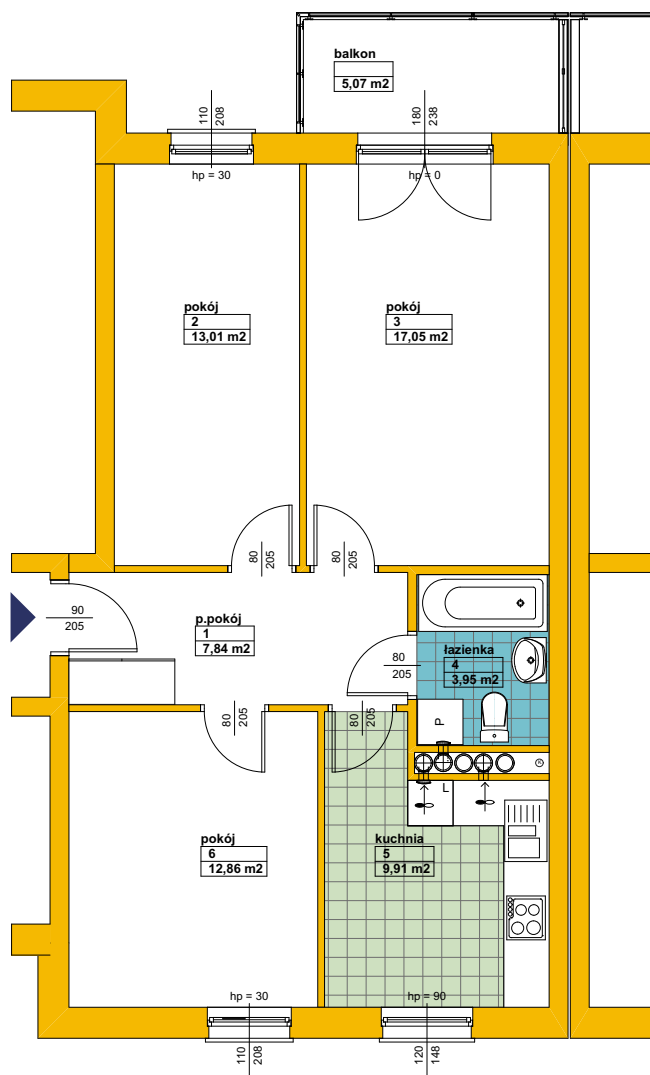 balkon
5,07 m2
110
208
180
238
hp = 30
hp = 0
pokój
2
13,01 m2
pokój
3
17,05 m2
80
205
80
205
90
205
p.pokój
1
7,84 m2
łazienka
4
3,95 m2
80
205
80
205
80
205
P
L
pokój
6
12,86 m2
kuchnia
5
9,91 m2
hp = 30
hp = 90
110
208
120
148